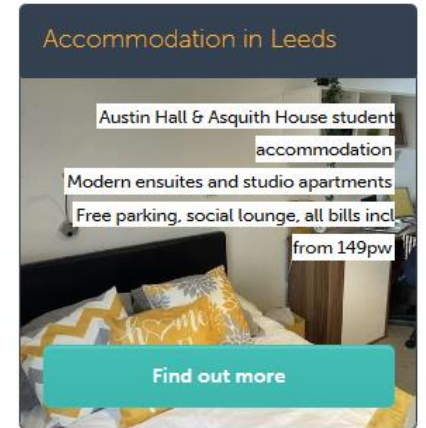 Accommodation in Leeds
Austin Hall & Asquith House student
accommodation
Modern ensuites and studio apartments
Free parking, social lounge, all bills incl
from 149pw
home
Find out more